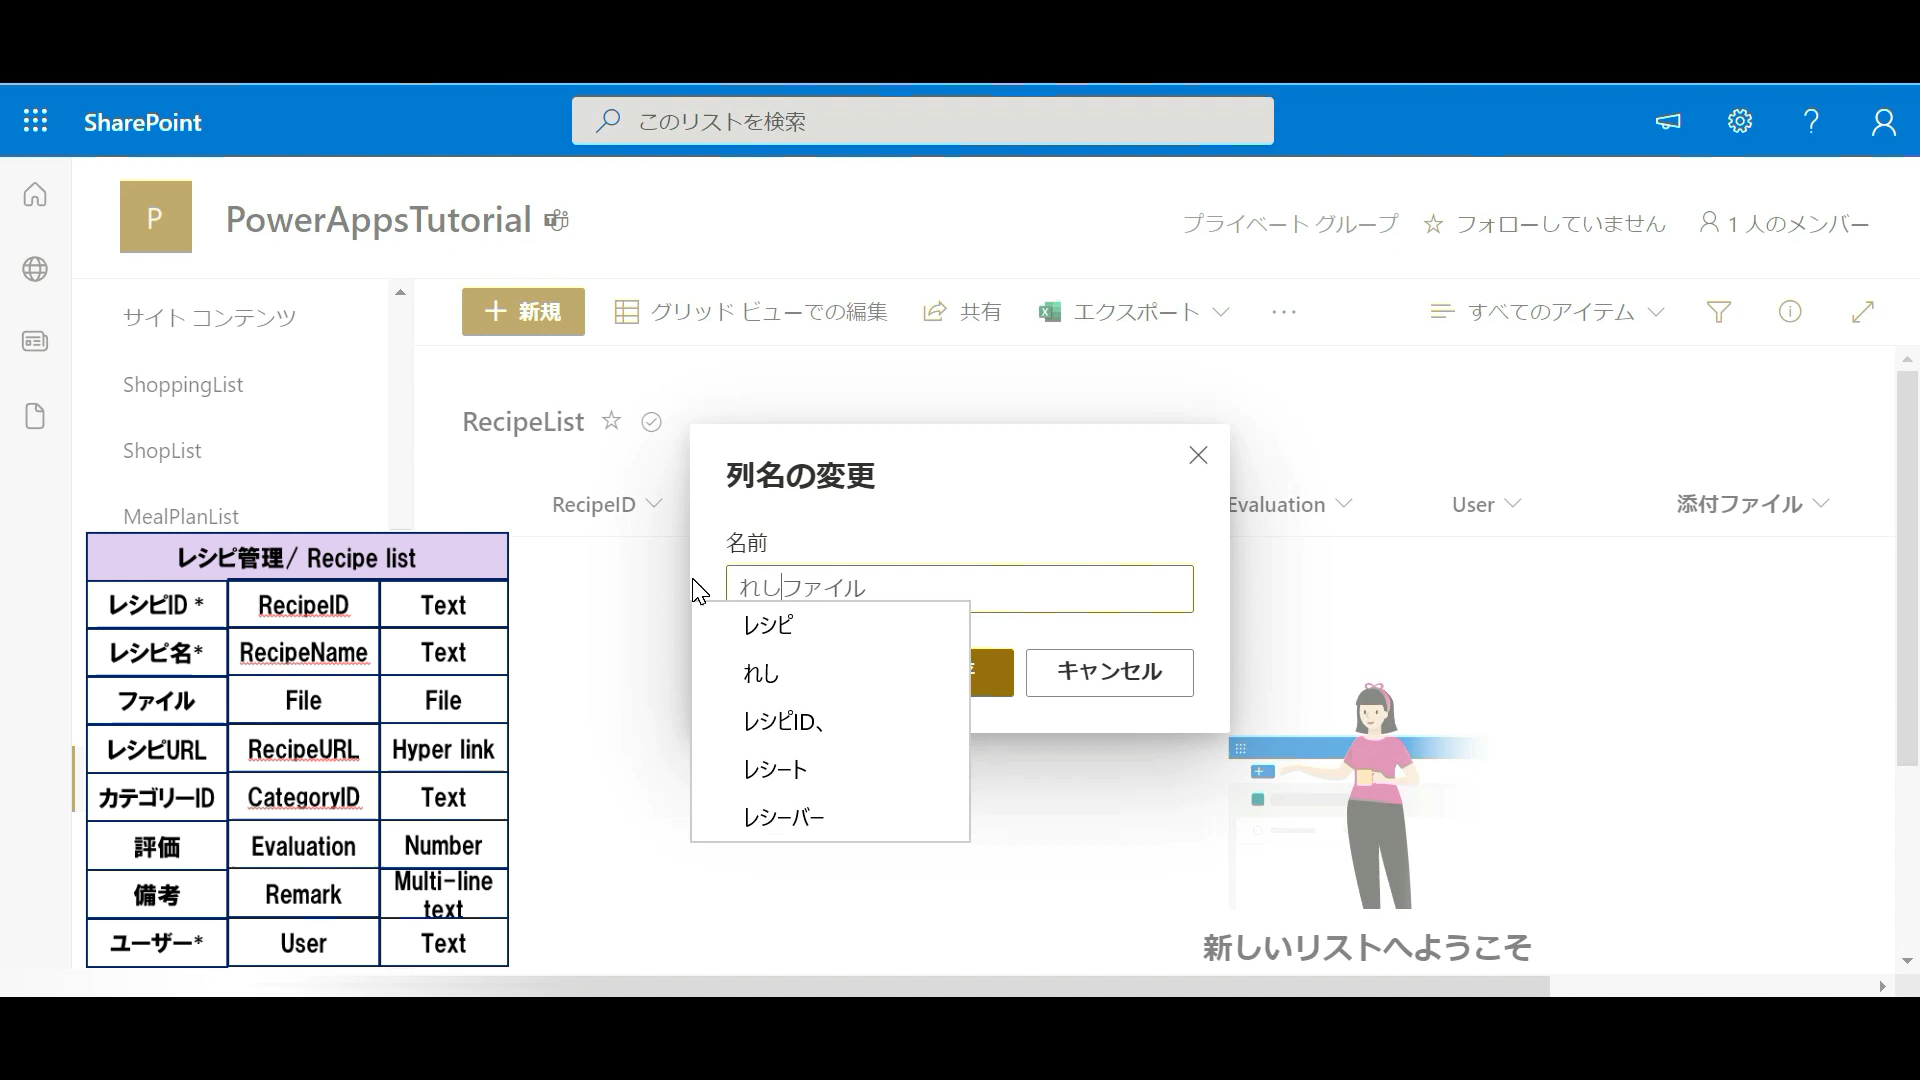 SharePoint
このリストを検索
P
PowerAppsTutorial
プライベート グループ
フォローしていません
1 人のメンバー
サイト コンテンツ
ShoppingList
ShopList
MealPlanList
新規
グリッド ビューでの編集
共有
エクスポート
すべてのアイテム
RecipeList
RecipeID
Evaluation
User
添付ファイル
列名の変更
名前
れしファイル
レシピ
れし
レシピID、
レシート
レシーバー
キャンセル
新しいリストへようこそ
レシピ管理/ Recipe list
レシピID * RecipeID Text
レシピ名* RecipeName Text
ファイル File File
レシピURL RecipeURL Hyper link
カテゴリーID CategoryID Text
評価 Evaluation Number
備考 Remark Multi-line text
ユーザー* User Text